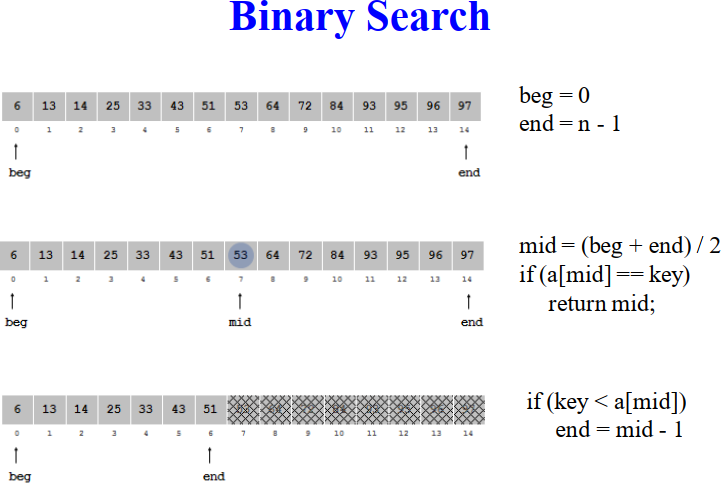 Binary Search
6 13 14 25 33 43 51 53 64 72 84 93 95 96 97
0 1 2 3 4 5 6 7 8 9 10 11 12 13 14
beg end
beg = 0
end = n - 1
6 13 14 25 33 43 51 53 64 72 84 93 95 96 97
0 1 2 3 4 5 6 7 8 9 10 11 12 13 14
beg mid end
mid = (beg + end) / 2
if (a[mid] == key)
return mid;
6 13 14 25 33 43 51
0 1 2 3 4 5 6 7 8 9 10 11 12 13 14
beg end
if (key < a[mid])
end = mid - 1